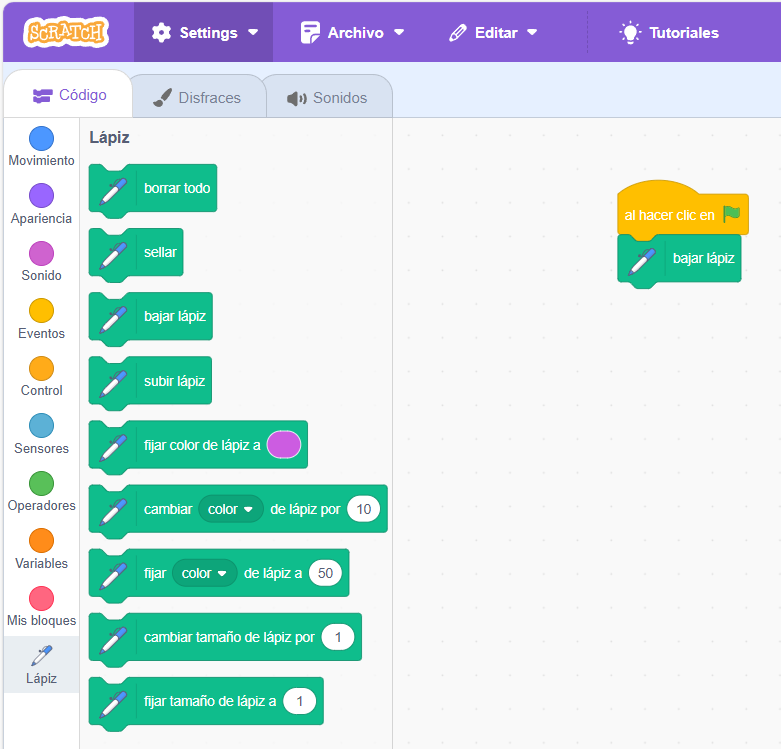 SCRATCH Settings Archivo Editar Tutoriales
Código Disfraces Sonidos
Movimiento
Apariencia
Sonido
Eventos
Control
Sensores
Operadores
Variables
Mis bloques
Lápiz
Lápiz
borrar todo
sellar
bajar lápiz
subir lápiz
fijar color de lápiz a
cambiar color de lápiz por 10
fijar color de lápiz a 50
cambiar tamaño de lápiz por 1
fijar tamaño de lápiz a 1
al hacer clic en
bajar lápiz